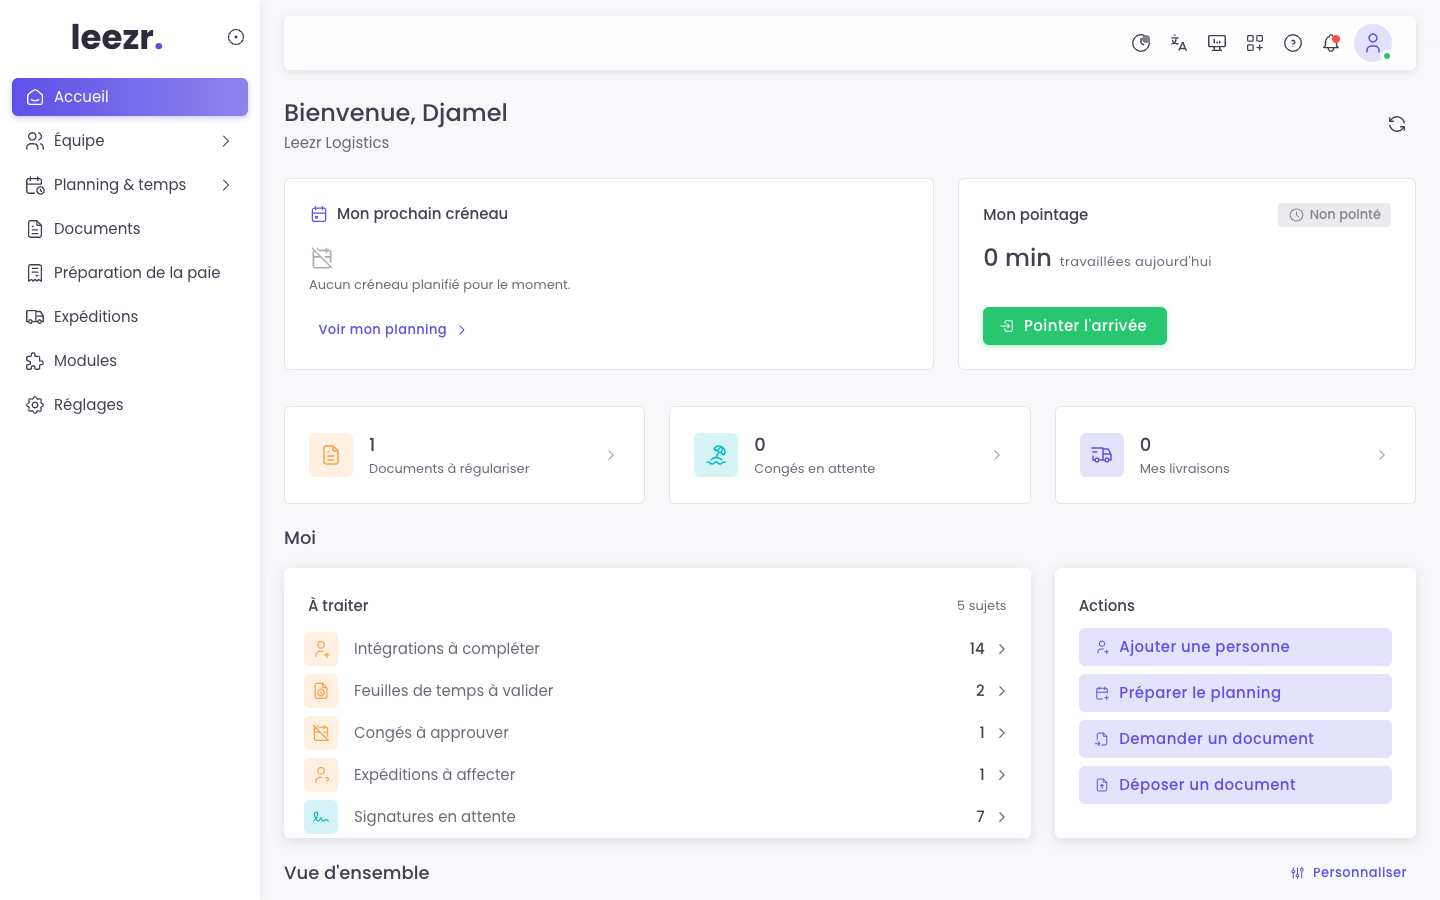 leezr.
Accueil
Équipe
Planning & temps
Documents
Préparation de la paie
Expéditions
Modules
Réglages
Bienvenue, Djamel
Leezr Logistics
Mon prochain créneau
Aucun créneau planifié pour le moment.
Voir mon planning
Mon pointage
Non pointé
0 min travaillées aujourd'hui
Pointer l'arrivée
1
Documents à régulariser
0
Congés en attente
0
Mes livraisons
Moi
À traiter
5 sujets
Intégrations à compléter 14
Feuilles de temps à valider 2
Congés à approuver 1
Expéditions à affecter 1
Signatures en attente 7
Actions
Ajouter une personne
Préparer le planning
Demander un document
Déposer un document
Vue d'ensemble
Personnaliser